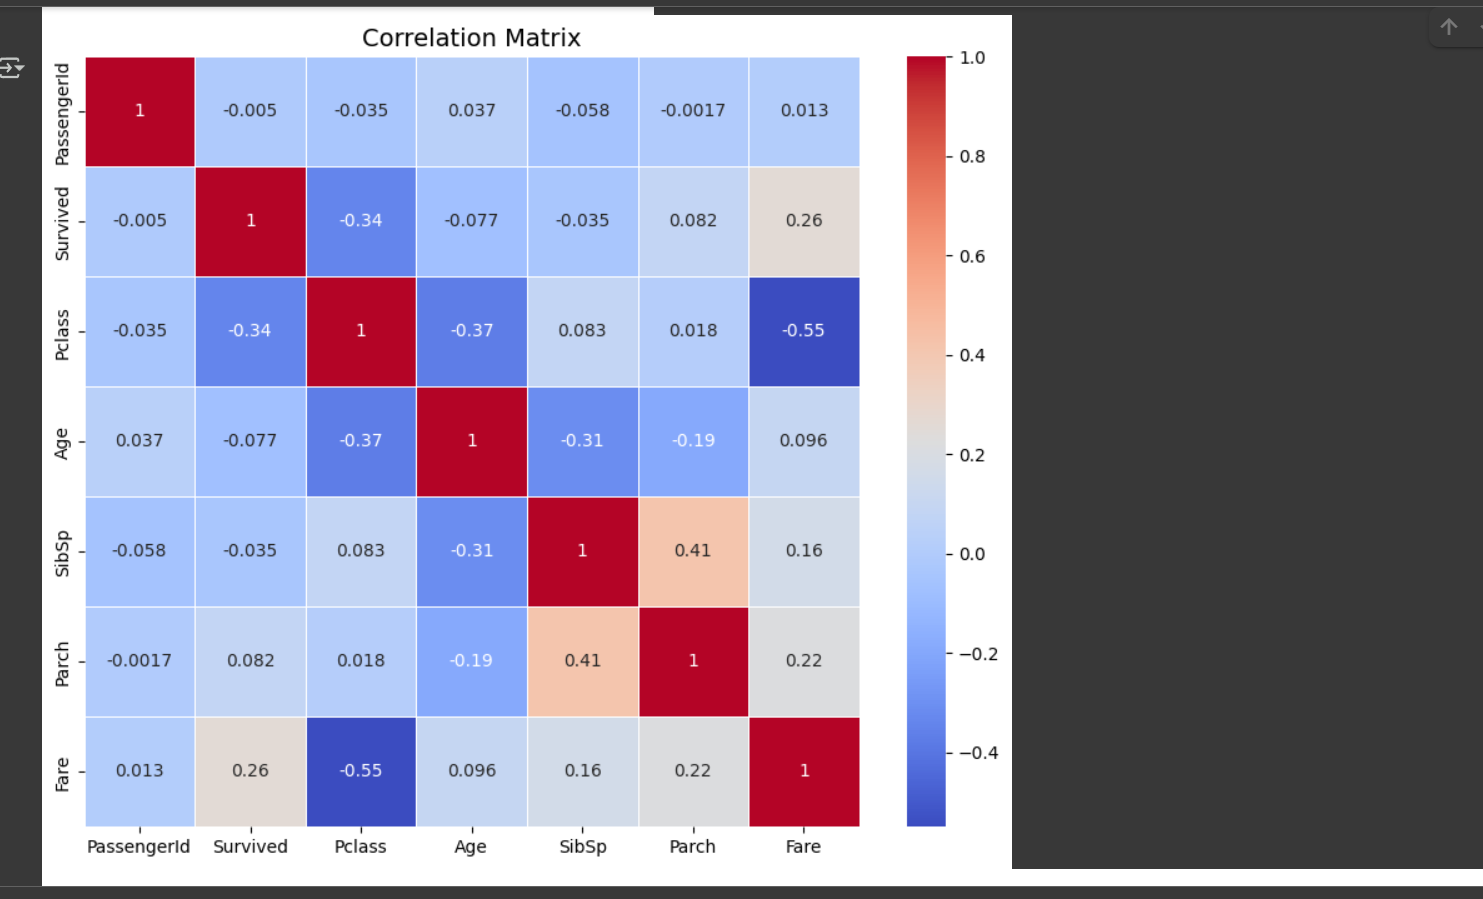 Correlation Matrix
PassengerId 1 -0.005 -0.035 0.037 -0.058 -0.0017 0.013
Survived -0.005 1 -0.34 -0.077 -0.035 0.082 0.26
Pclass -0.035 -0.34 1 -0.37 0.083 0.018 -0.55
Age 0.037 -0.077 -0.37 1 -0.31 -0.19 0.096
SibSp -0.058 -0.035 0.083 -0.31 1 0.41 0.16
Parch -0.0017 0.082 0.018 -0.19 0.41 1 0.22
Fare 0.013 0.26 -0.55 0.096 0.16 0.22 1
PassengerId Survived Pclass Age SibSp Parch Fare
1.0
0.8
0.6
0.4
0.2
0.0
−0.2
−0.4